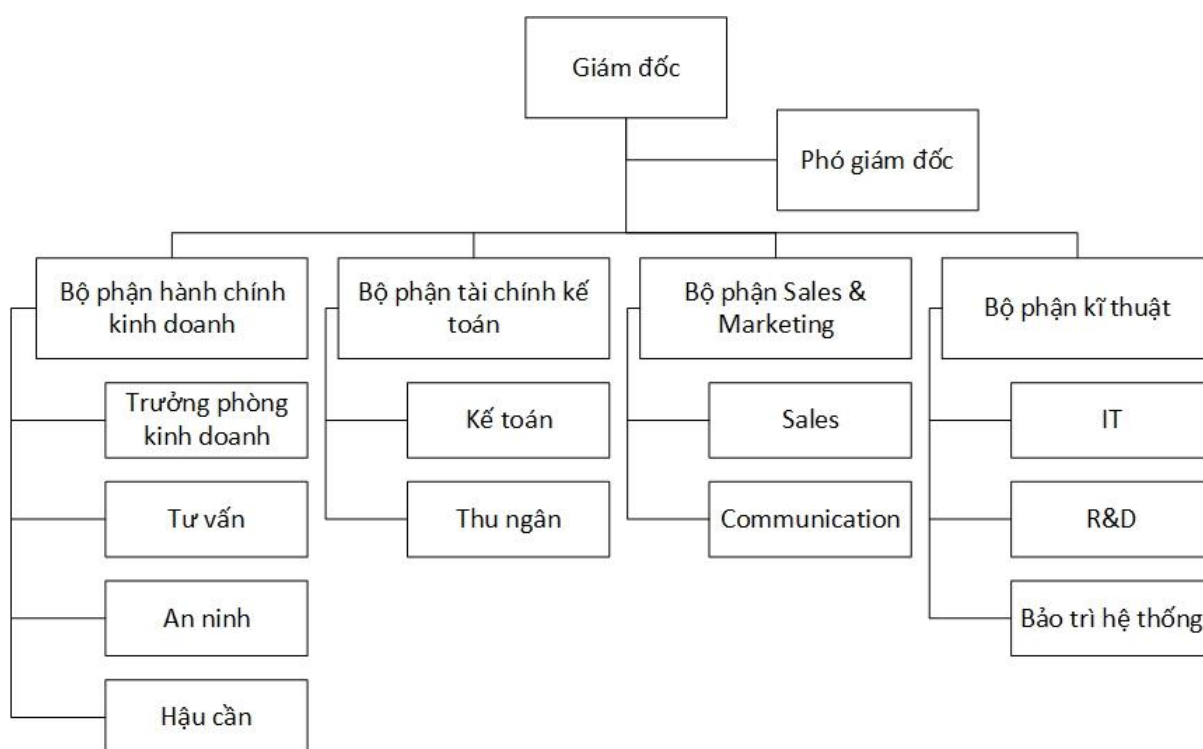 Giám đốc
Phó giám đốc
Bộ phận hành chính
kinh doanh
Trưởng phòng
kinh doanh
Tư vấn
An ninh
Hậu cần
Bộ phận tài chính kế
toán
Kế toán
Thu ngân
Bộ phận Sales &
Marketing
Sales
Communication
Bộ phận kĩ thuật
IT
R&D
Bảo trì hệ thống